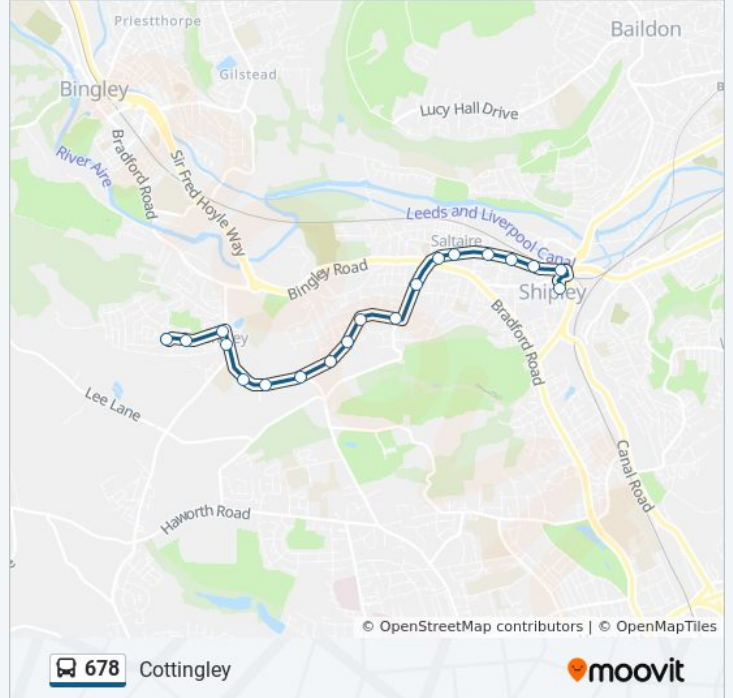 Priestthorpe
Baildon
Gilstead
Bingley
Lucy Hall Drive
River Aire
Bradford Road
Sir Fred Hoyle Way
Leeds and Liverpool Canal
Saltaire
Bingley Road
Shipley
Bradford Road
ey
Lee Lane
Canal Road
Haworth Road
© OpenStreetMap contributors | © OpenMapTiles
678 Cottingley
moovit